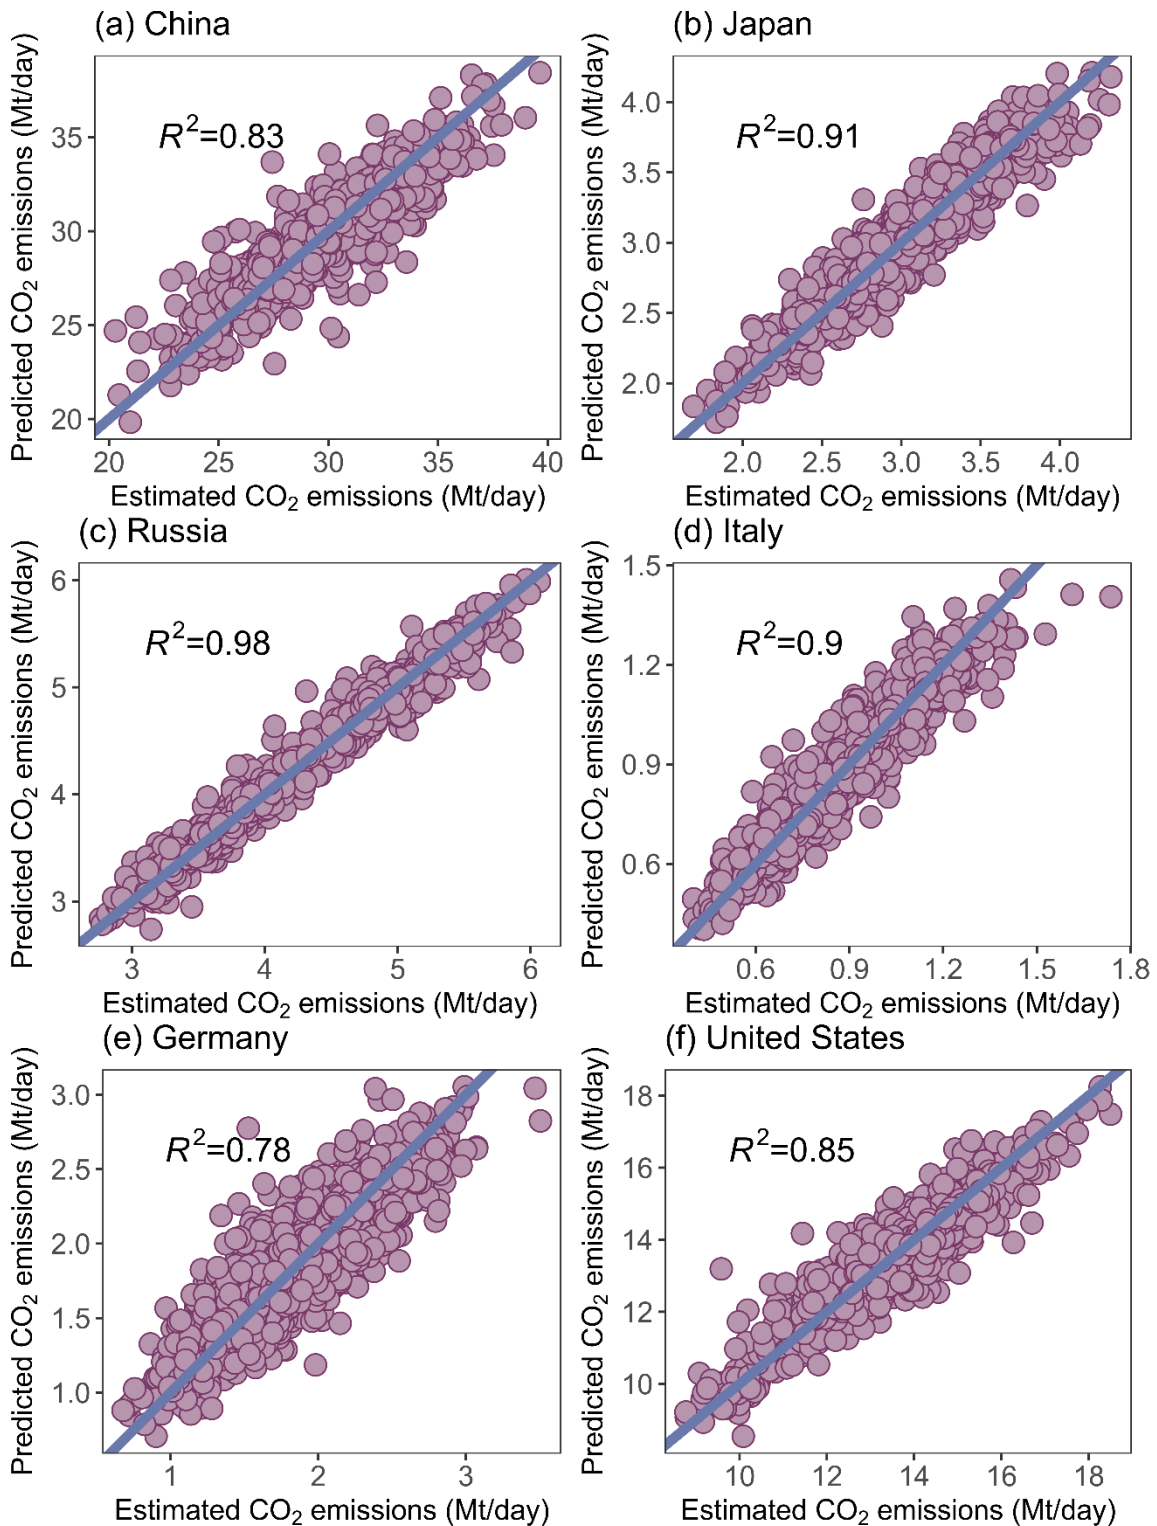 (a) China
Predicted CO₂ emissions (Mt/day)
R²=0.83
35
30
25
20
20 25 30 35 40
Estimated CO₂ emissions (Mt/day)
(b) Japan
Predicted CO₂ emissions (Mt/day)
R²=0.91
4.0
3.5
3.0
2.5
2.0
2.0 2.5 3.0 3.5 4.0
Estimated CO₂ emissions (Mt/day)
(c) Russia
Predicted CO₂ emissions (Mt/day)
R²=0.98
6
5
4
3
3 4 5 6
Estimated CO₂ emissions (Mt/day)
(d) Italy
Predicted CO₂ emissions (Mt/day)
R²=0.9
1.5
1.2
0.9
0.6
0.6 0.9 1.2 1.5 1.8
Estimated CO₂ emissions (Mt/day)
(e) Germany
Predicted CO₂ emissions (Mt/day)
R²=0.78
3.0
2.5
2.0
1.5
1.0
1 2 3
Estimated CO₂ emissions (Mt/day)
(f) United States
Predicted CO₂ emissions (Mt/day)
R²=0.85
18
16
14
12
10
10 12 14 16 18
Estimated CO₂ emissions (Mt/day)